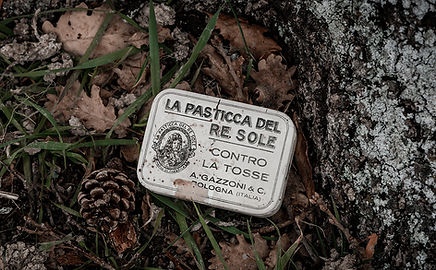 LA PASTICCA DEL
RE SOLE
CONTRO
LA TOSSE
A. GAZZONI & C.
BOLOGNA (ITALIA)